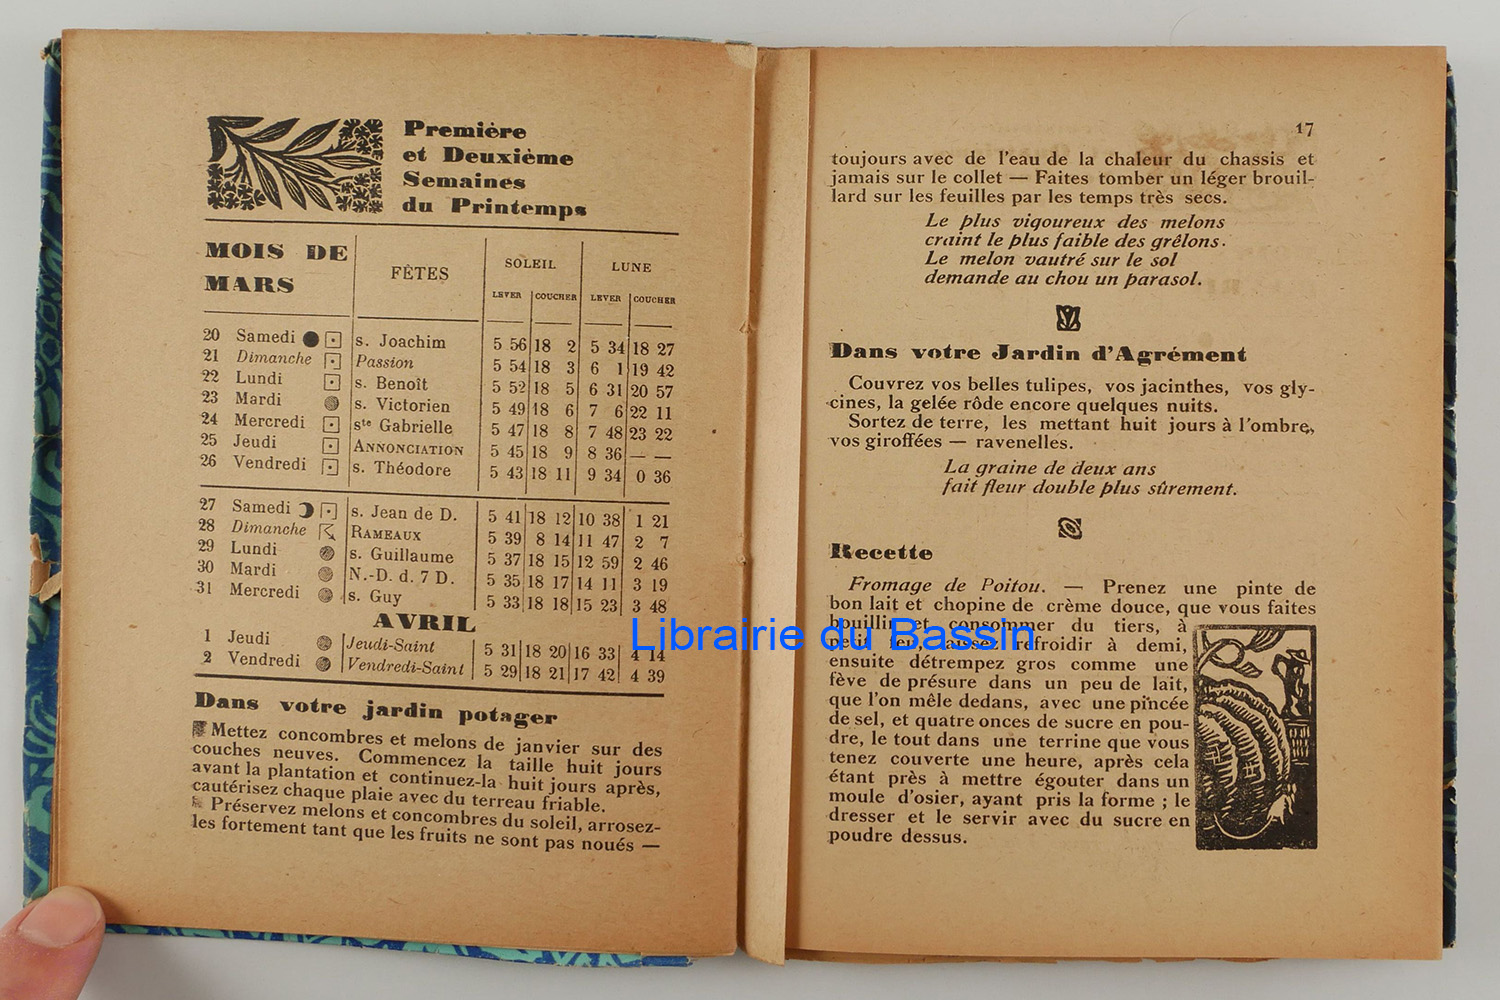 Première
et Deuxième
Semaines
du Printemps
MOIS DE
MARS
FÊTES
SOLEIL
LUNE
LEVER COUCHER LEVER COUCHER
20 Samedi s. Joachim 5 56 18 2 5 34 18 27
21 Dimanche Passion 5 54 18 3 6 1 19 42
22 Lundi s. Benoît 5 52 18 5 6 31 20 57
23 Mardi s. Victorien 5 49 18 6 7 6 22 11
24 Mercredi ste Gabrielle 5 47 18 8 7 48 23 22
25 Jeudi ANNONCIATION 5 45 18 9 8 36 — —
26 Vendredi s. Théodore 5 43 18 11 9 34 0 36
27 Samedi s. Jean de D. 5 41 18 12 10 38 1 21
28 Dimanche RAMEAUX 5 39 8 14 11 47 2 7
29 Lundi s. Guillaume 5 37 18 15 12 59 2 46
30 Mardi N.-D. d. 7 D. 5 35 18 17 14 11 3 19
31 Mercredi s. Guy 5 33 18 18 15 23 3 48
AVRIL
1 Jeudi Jeudi-Saint 5 31 18 20 16 33 4 14
2 Vendredi Vendredi-Saint 5 29 18 21 17 42 4 39
Dans votre jardin potager
Mettez concombres et melons de janvier sur des
couches neuves. Commencez la taille huit jours
avant la plantation et continuez-la huit jours après,
cautérisez chaque plaie avec du terreau friable.
Préservez melons et concombres du soleil, arrosez-
les fortement tant que les fruits ne sont pas noués —
17
toujours avec de l'eau de la chaleur du chassis et
jamais sur le collet — Faites tomber un léger brouil-
lard sur les feuilles par les temps très secs.
Le plus vigoureux des melons
craint le plus faible des grêlons.
Le melon vautré sur le sol
demande au chou un parasol.
Dans votre Jardin d'Agrément
Couvrez vos belles tulipes, vos jacinthes, vos gly-
cines, la gelée rôde encore quelques nuits.
Sortez de terre, les mettant huit jours à l'ombre,
vos giroffées — ravenelles.
La graine de deux ans
fait fleur double plus sûrement.
Recette
Fromage de Poitou. — Prenez une pinte de
bon lait et chopine de crème douce, que vous faites
bouillir et consommer du tiers, à
petit feu, laissez refroidir à demi,
ensuite détrempez gros comme une
fève de présure dans un peu de lait,
que l'on mêle dedans, avec une pincée
de sel, et quatre onces de sucre en pou-
dre, le tout dans une terrine que vous
tenez couverte une heure, après cela
étant près à mettre égouter dans un
moule d'osier, ayant pris la forme ; le
dresser et le servir avec du sucre en
poudre dessus.
Librairie du Bassin